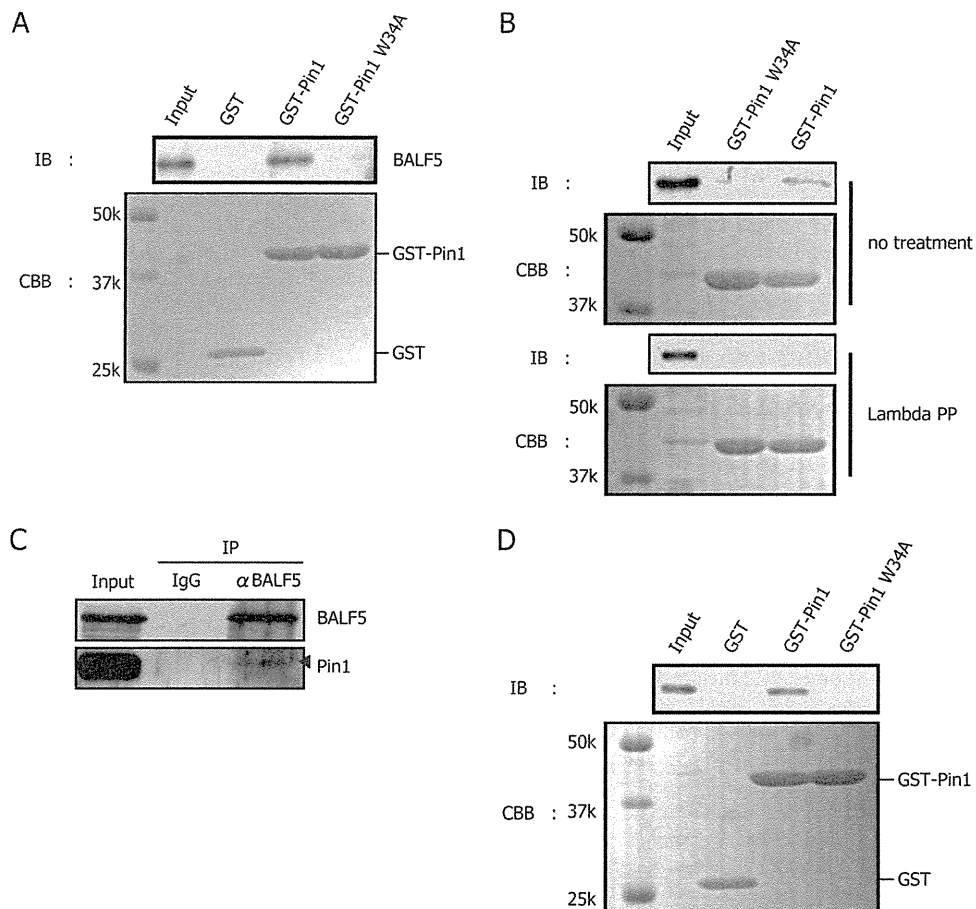 A
Input
GST
GST-Pin1
GST-Pin1 W34A
IB :
BALF5
50k
GST-Pin1
CBB :
37k
GST
25k
B
Input
GST-Pin1 W34A
GST-Pin1
IB :
50k
no treatment
CBB :
37k
IB :
50k
Lambda PP
CBB :
37k
C
IP
Input
IgG
αBALF5
BALF5
Pin1
D
Input
GST
GST-Pin1
GST-Pin1 W34A
IB :
50k
GST-Pin1
CBB :
37k
GST
25k